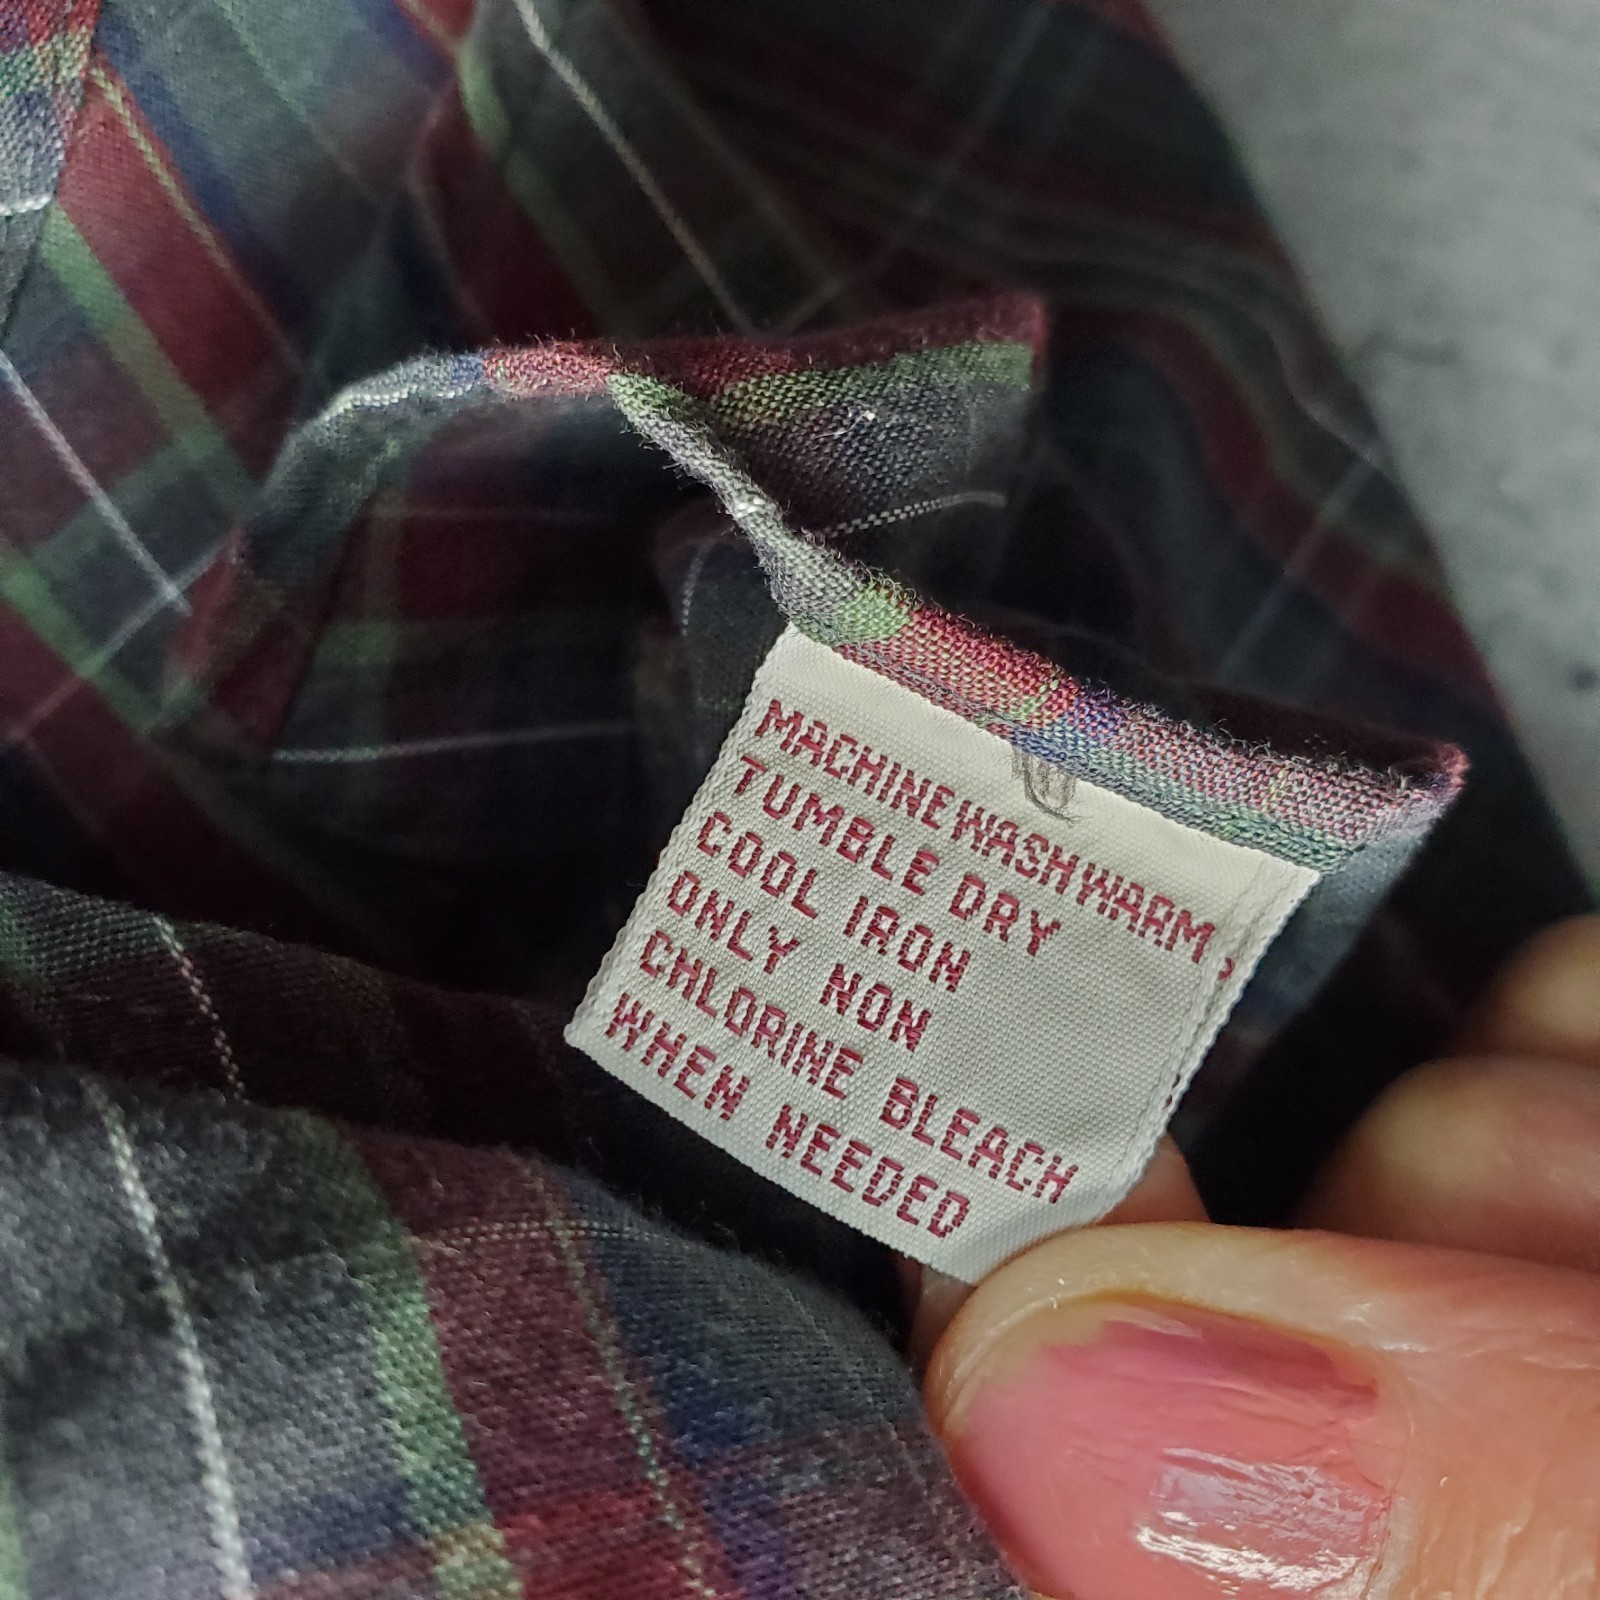 MACHINE WASH WARM,
TUMBLE DRY
COOL IRON
ONLY NON
CHLORINE BLEACH
WHEN NEEDED